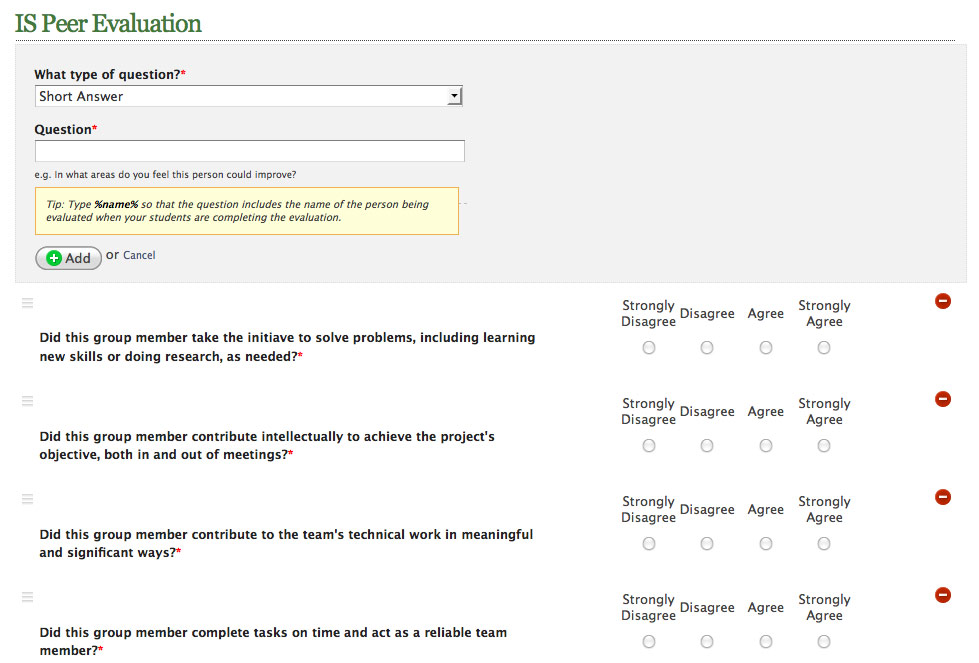 IS Peer Evaluation
What type of question?*
Short Answer
Question*
e.g. In what areas do you feel this person could improve?
Tip: Type %name% so that the question includes the name of the person being
evaluated when your students are completing the evaluation.
Add or Cancel
Strongly Disagree Disagree Agree Strongly Agree
Did this group member take the initiave to solve problems, including learning
new skills or doing research, as needed?*
Strongly Disagree Disagree Agree Strongly Agree
Did this group member contribute intellectually to achieve the project's
objective, both in and out of meetings?*
Strongly Disagree Disagree Agree Strongly Agree
Did this group member contribute to the team's technical work in meaningful
and significant ways?*
Strongly Disagree Disagree Agree Strongly Agree
Did this group member complete tasks on time and act as a reliable team
member?*